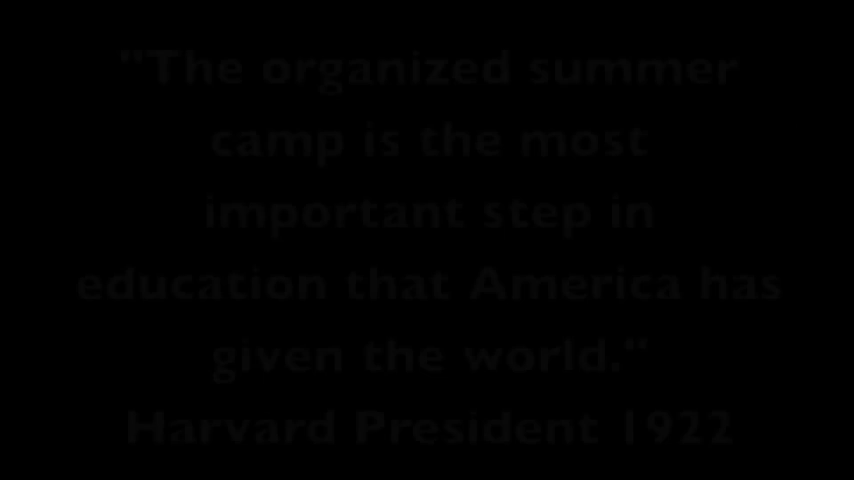 "The organized summer
camp is the most
important step in
education that America has
given the world.“
Harvard President 1922